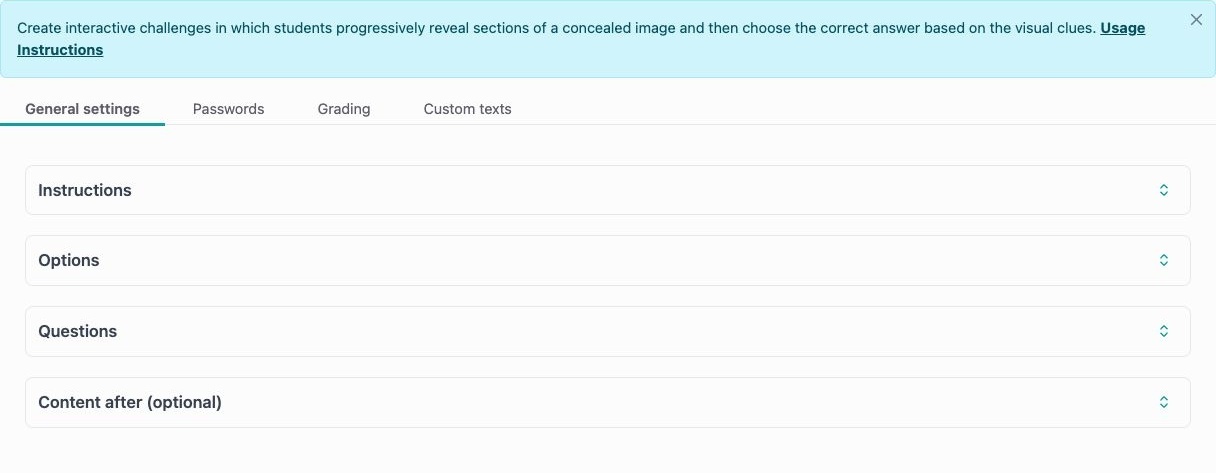 Create interactive challenges in which students progressively reveal sections of a concealed image and then choose the correct answer based on the visual clues. Usage
Instructions
General settings Passwords Grading Custom texts
Instructions
Options
Questions
Content after (optional)